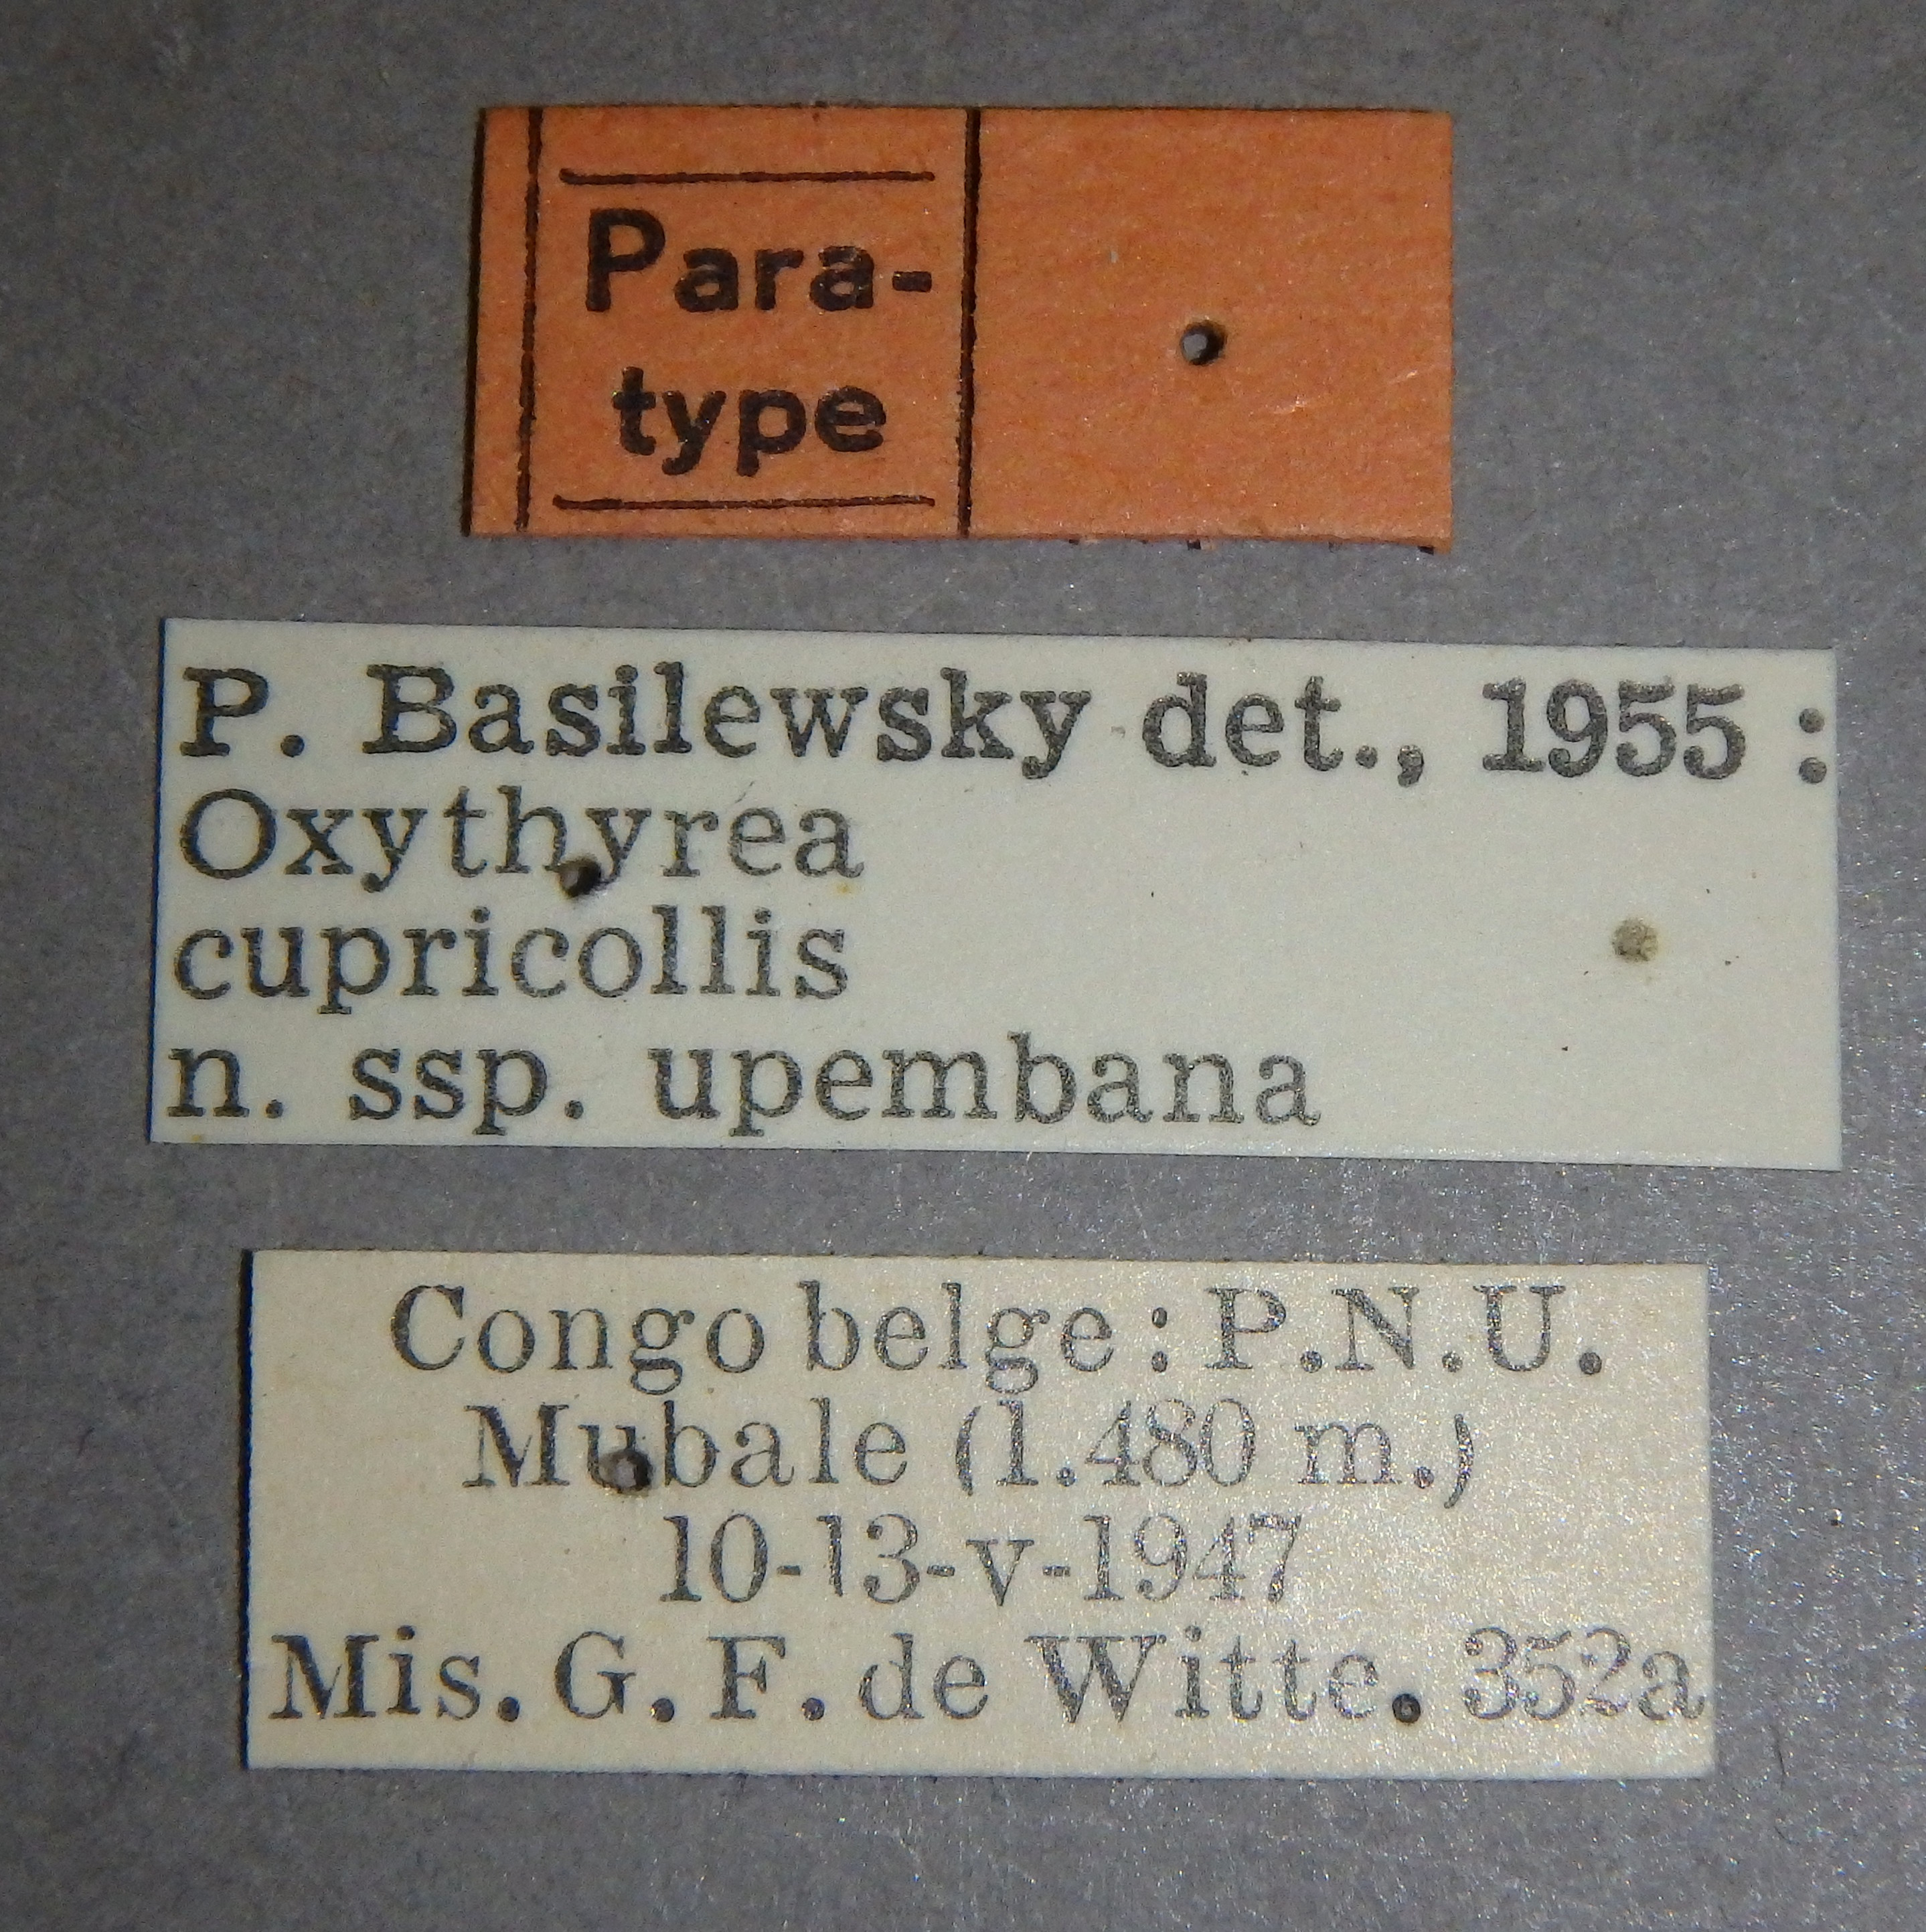 Para-
type
P. Basilewsky det., 1955 :
Oxythyrea
cupricollis
n. ssp. upembana
Congo belge : P.N.U.
Mubale (1.480 m.)
10-13-v-1947
Mis. G. F. de Witte. 352a